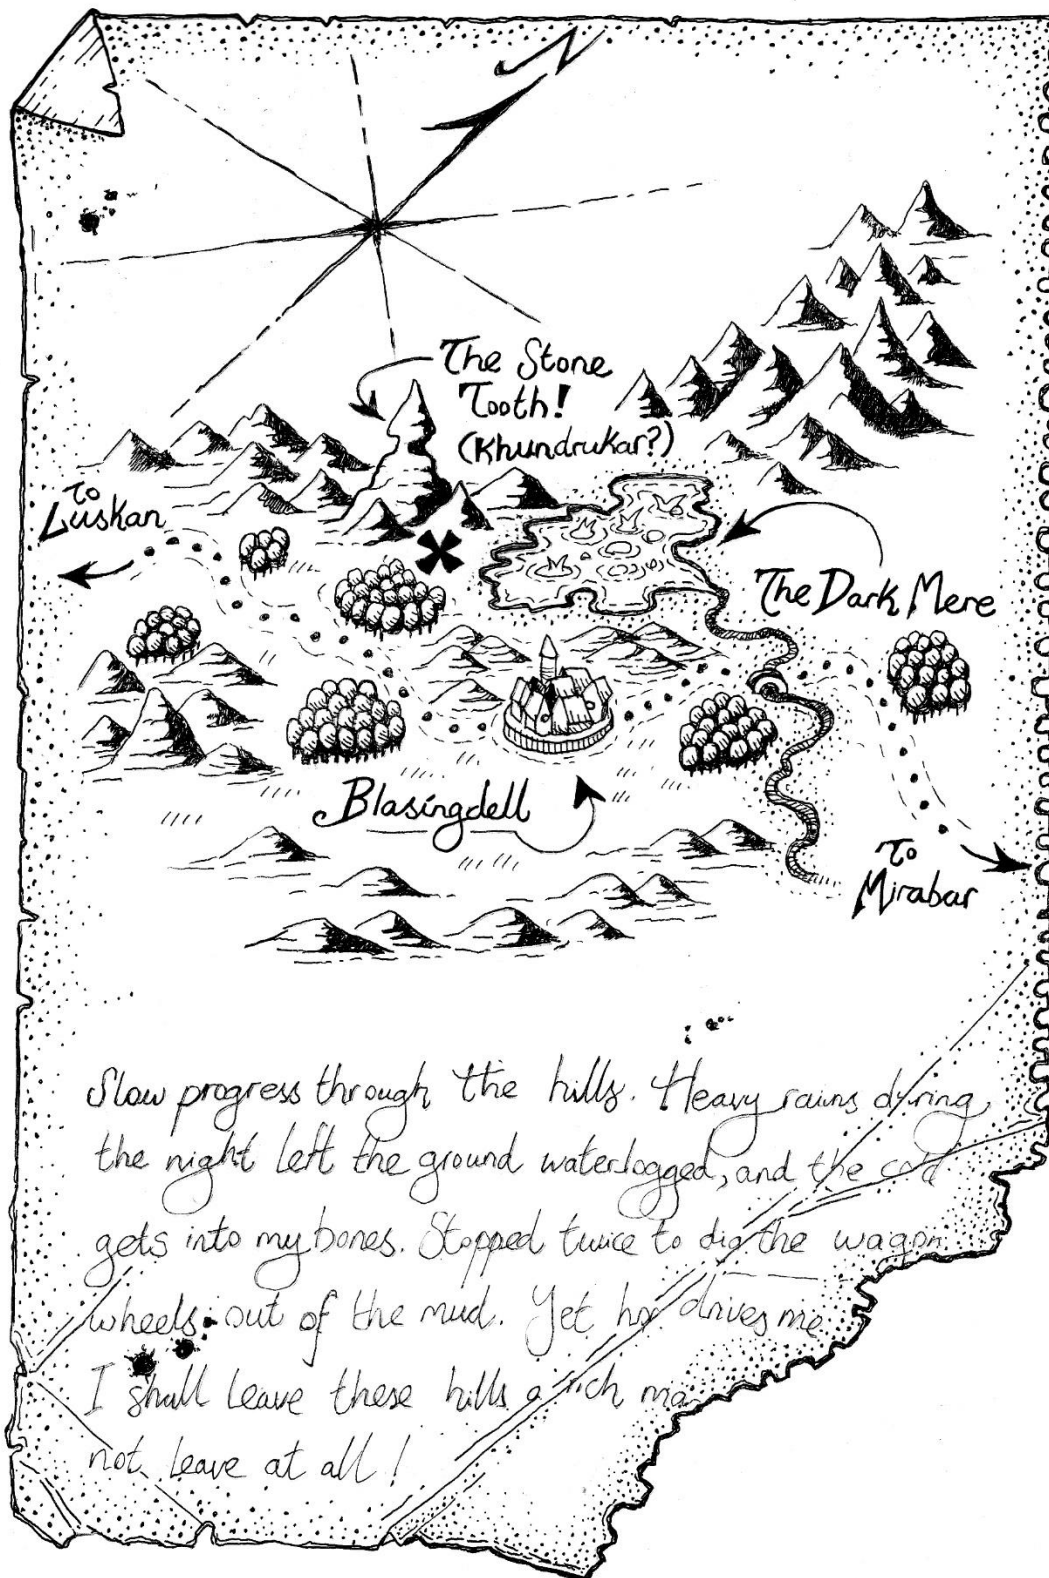 N
The Stone
Tooth!
(Khundrukar?)
To
Luskan
The Dark Mere
Blasingdell
To
Mirabar
Slow progress through the hills. Heavy rains during
the night left the ground waterlogged, and the cold
gets into my bones. Stopped twice to dig the wagon
wheels out of the mud. Yet drives me
I shall leave these hills a rich
not leave at all!